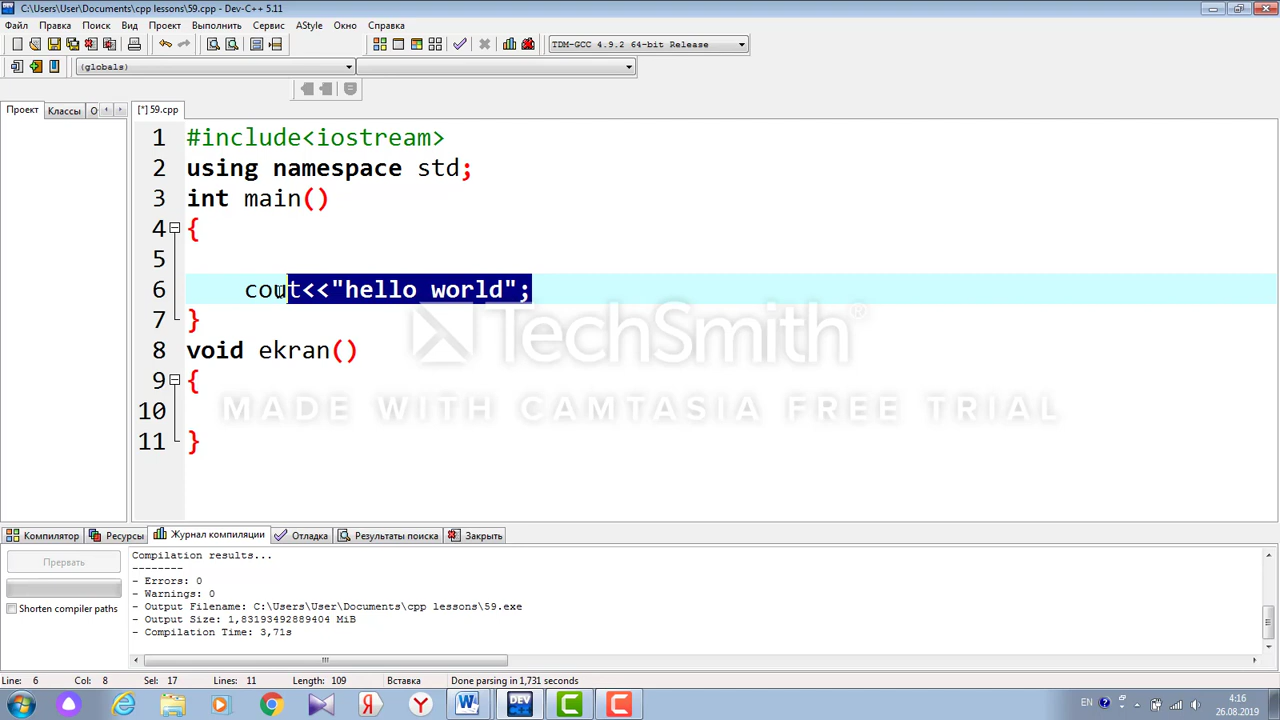 C:\Users\User\Documents\cpp lessons\59.cpp - Dev-C++ 5.11
Файл Правка Поиск Вид Проект Выполнить Сервис AStyle Окно Справка
TDM-GCC 4.9.2 64-bit Release
(globals)
Проект Классы О [*] 59.cpp
1 #include<iostream>
2 using namespace std;
3 int main()
4 {
5
6 cout<<"hello world";
7 }
8 void ekran()
9 {
10
11 }
TechSmith®
MADE WITH CAMTASIA FREE TRIAL
Компилятор Ресурсы Журнал компиляции Отладка Результаты поиска Закрыть
Прервать
Shorten compiler paths
Compilation results...
--------
- Errors: 0
- Warnings: 0
- Output Filename: C:\Users\User\Documents\cpp lessons\59.exe
- Output Size: 1,83193492889404 MiB
- Compilation Time: 3,71s
Line: 6 Col: 8 Sel: 17 Lines: 11 Length: 109 Вставка Done parsing in 1,731 seconds
EN 4:16
26.08.2019